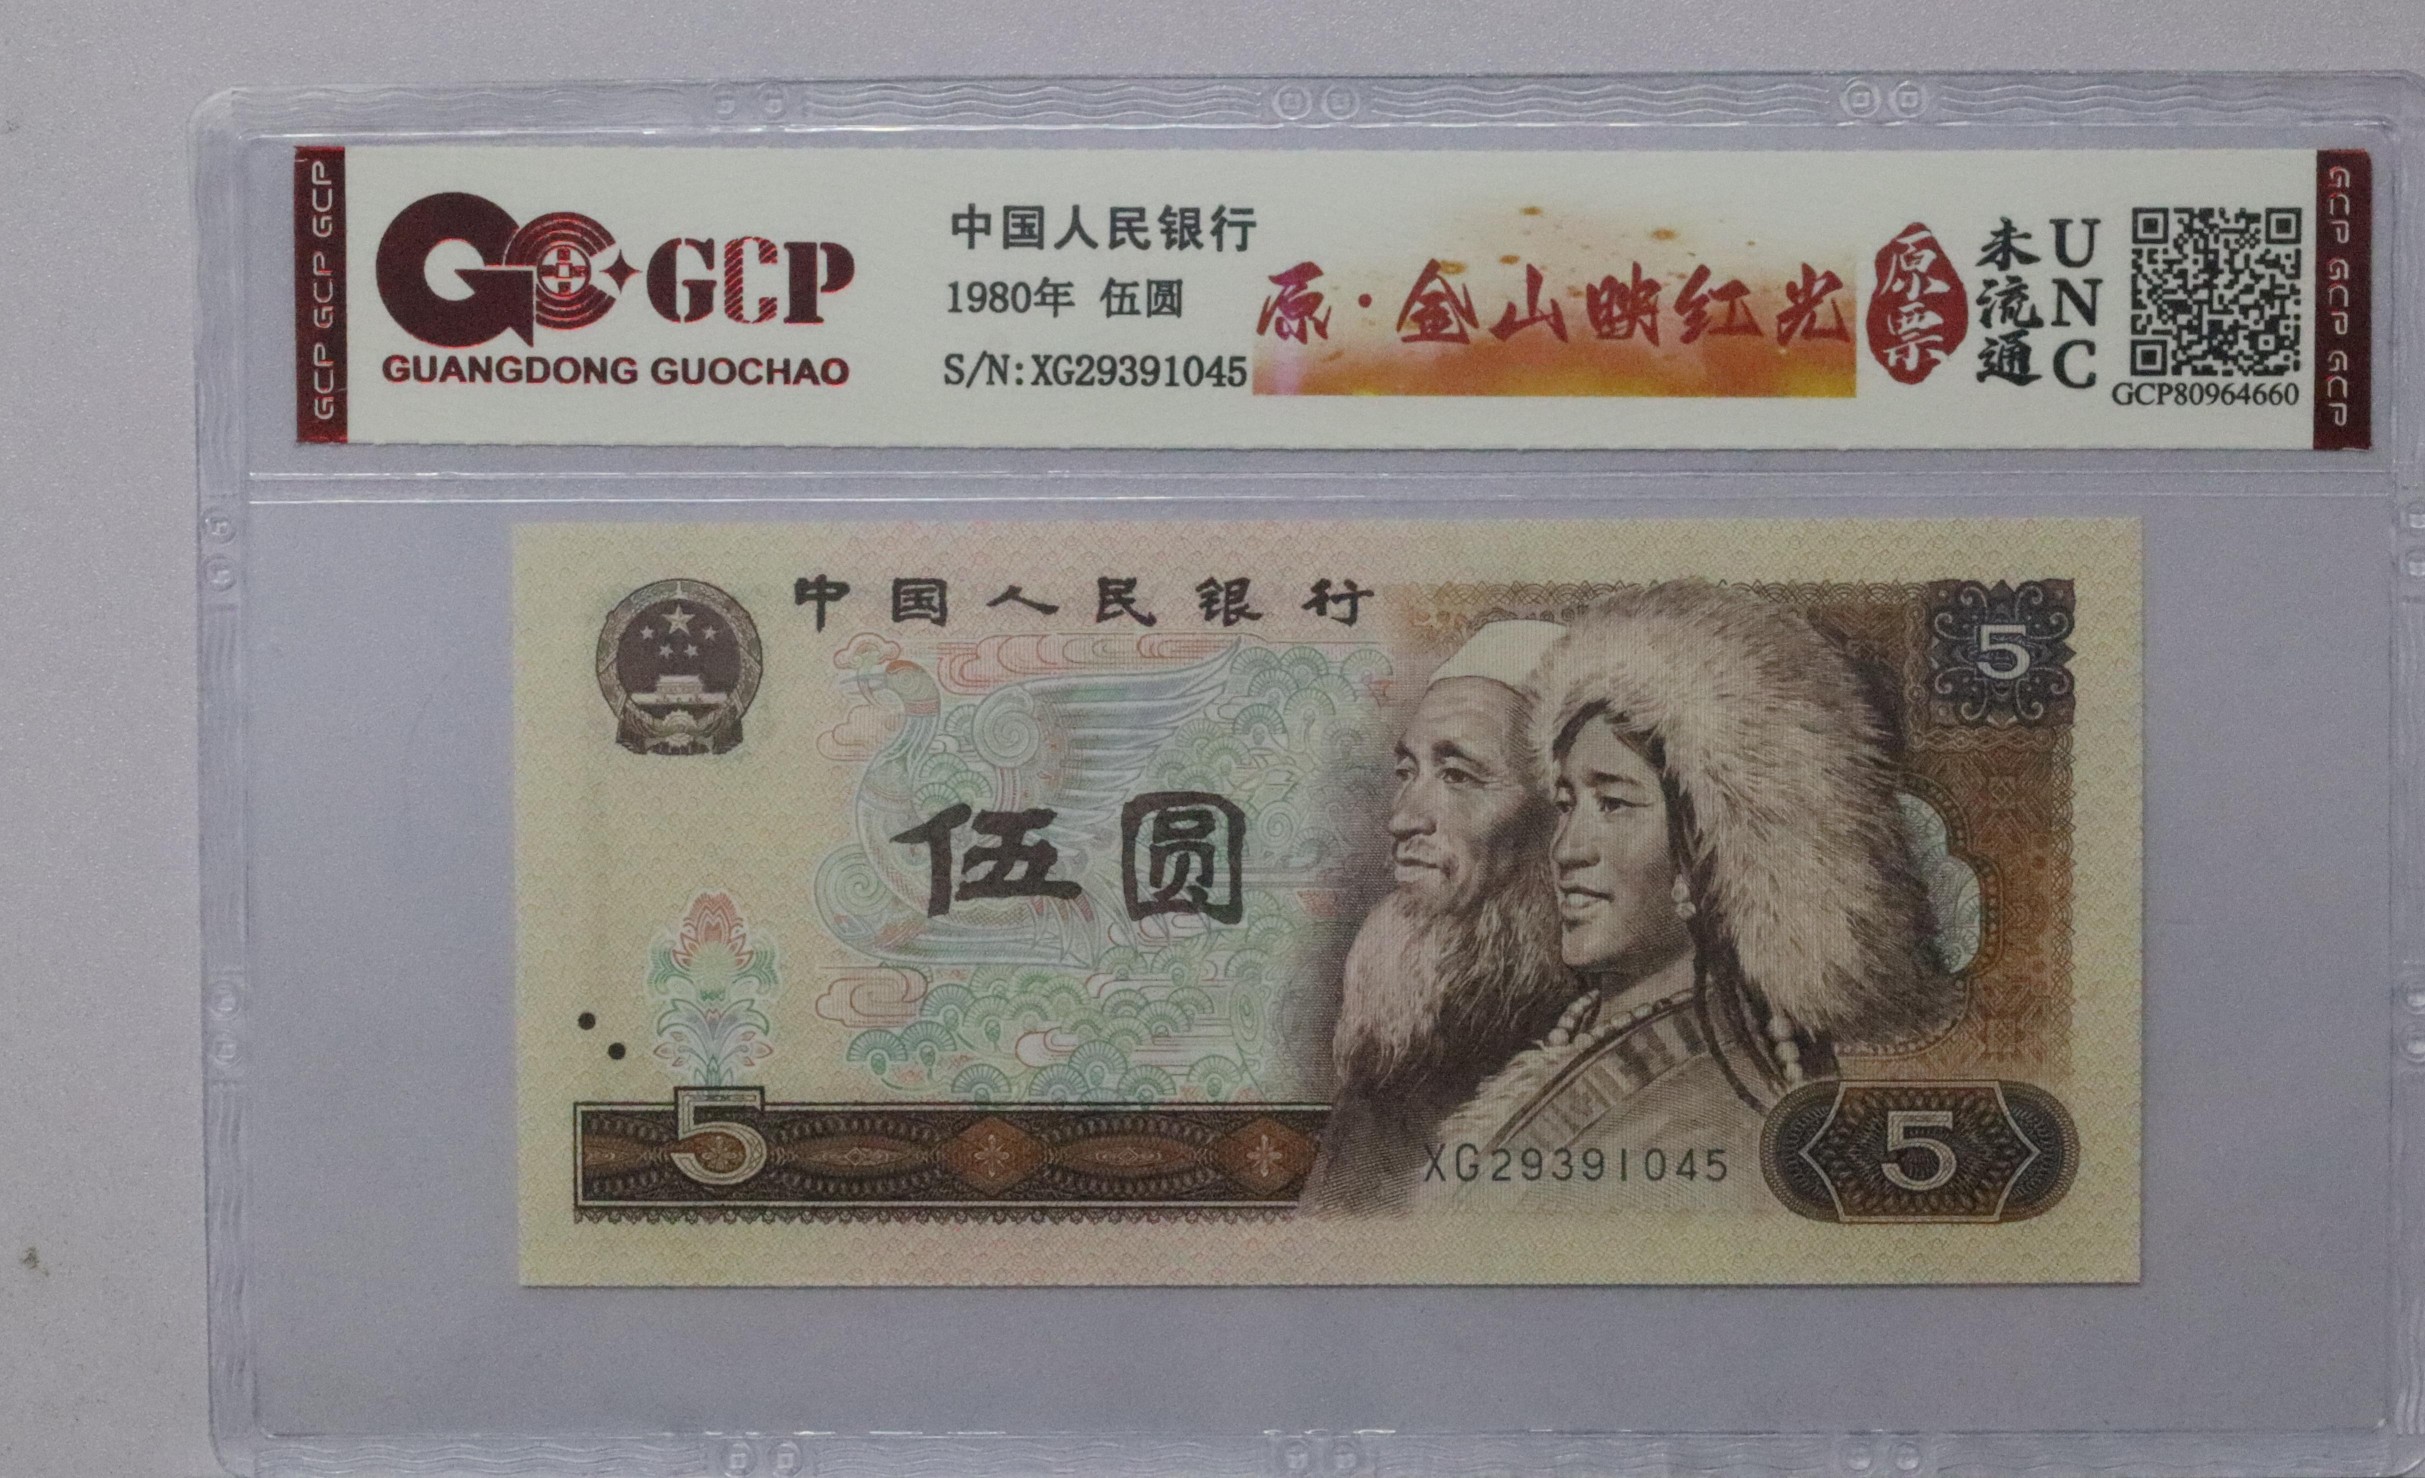 GCP GCP GCP
GCP
GUANGDONG GUOCHAO
中国人民银行
1980年 伍圆
S/N:XG29391045
原·金山映红光
原票
未流通
UNC
GCP80964660
GCP GCP GCP
中国人民银行
5
伍圆
5
XG29391045
5